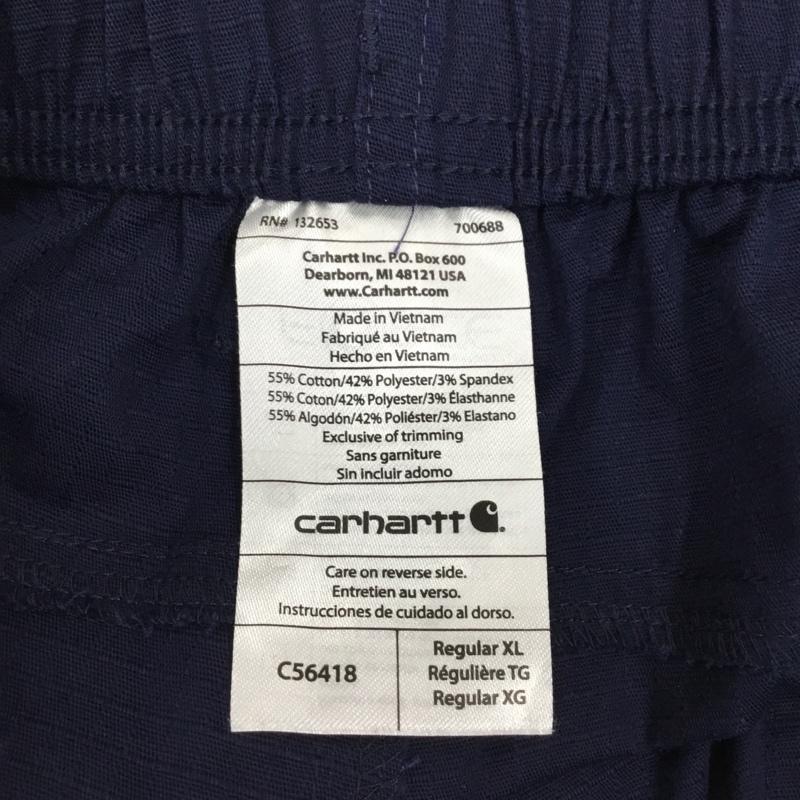 RN# 132653 700688
Carhartt Inc. P.O. Box 600
Dearborn, MI 48121 USA
www.Carhartt.com
Made in Vietnam
Fabriqué au Vietnam
Hecho en Vietnam
55% Cotton/42% Polyester/3% Spandex
55% Coton/42% Polyester/3% Élasthanne
55% Algodón/42% Poliéster/3% Elastano
Exclusive of trimming
Sans garniture
Sin incluir adorno
carhartt
Care on reverse side.
Entretien au verso.
Instrucciones de cuidado al dorso.
C56418
Regular XL
Régulière TG
Regular XG